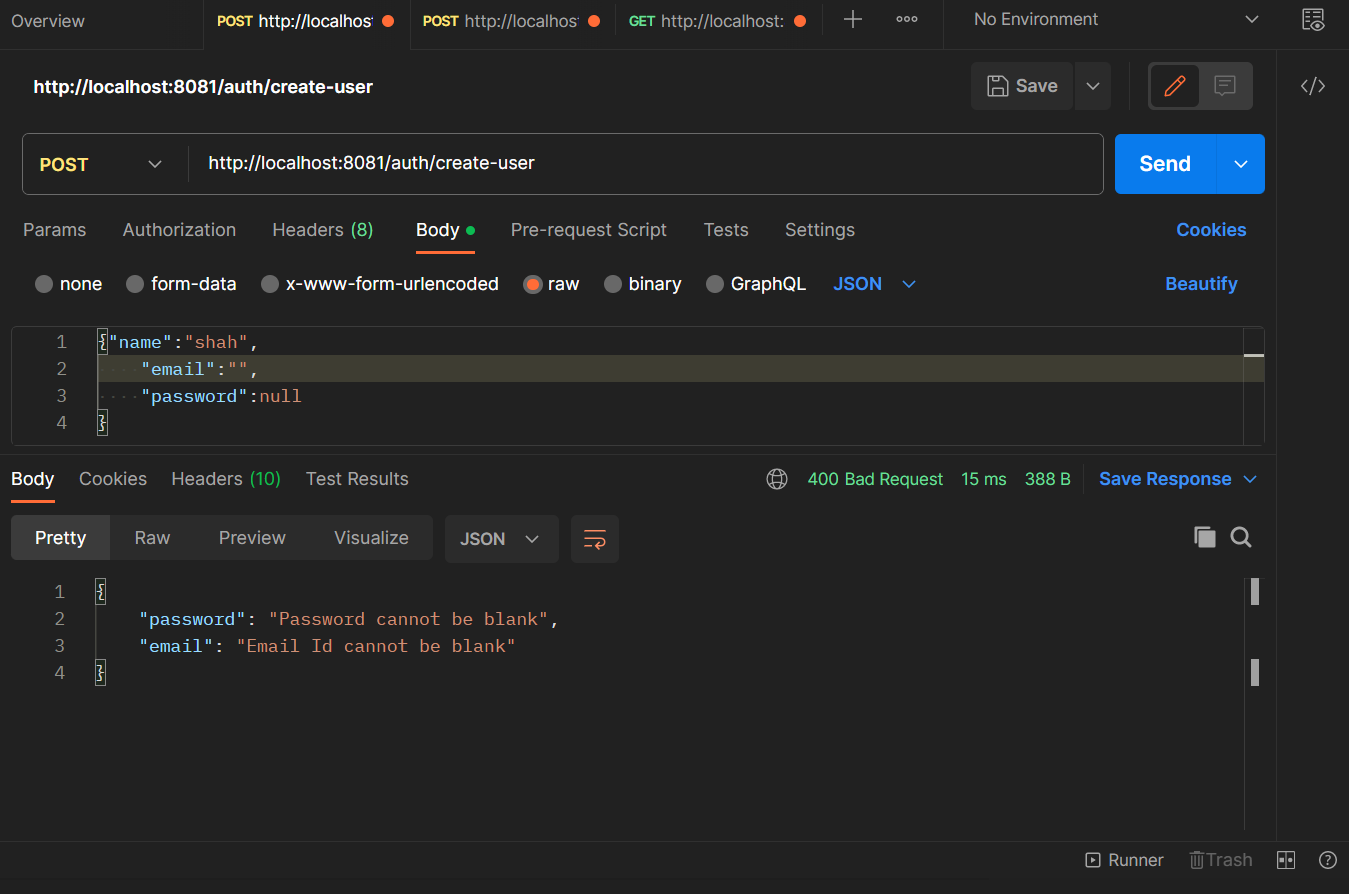 Overview POST http://localhos POST http://localhos GET http://localhost: No Environment
http://localhost:8081/auth/create-user Save
POST http://localhost:8081/auth/create-user Send
Params Authorization Headers (8) Body Pre-request Script Tests Settings Cookies
none form-data x-www-form-urlencoded raw binary GraphQL JSON Beautify
1 {"name":"shah",
2 "email":"",
3 "password":null
4 }
Body Cookies Headers (10) Test Results 400 Bad Request 15 ms 388 B Save Response
Pretty Raw Preview Visualize JSON
1 {
2 "password": "Password cannot be blank",
3 "email": "Email Id cannot be blank"
4 }
Runner Trash